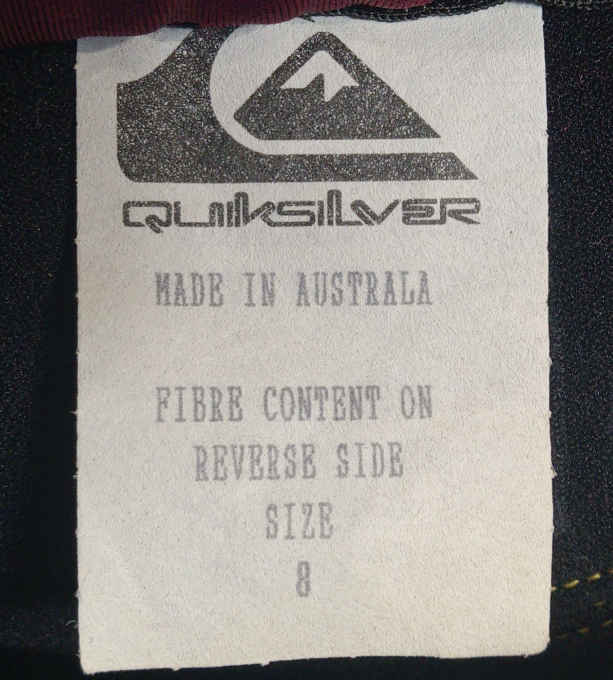 QUIKSILVER
MADE IN AUSTRALA
FIBRE CONTENT ON
REVERSE SIDE
SIZE
8